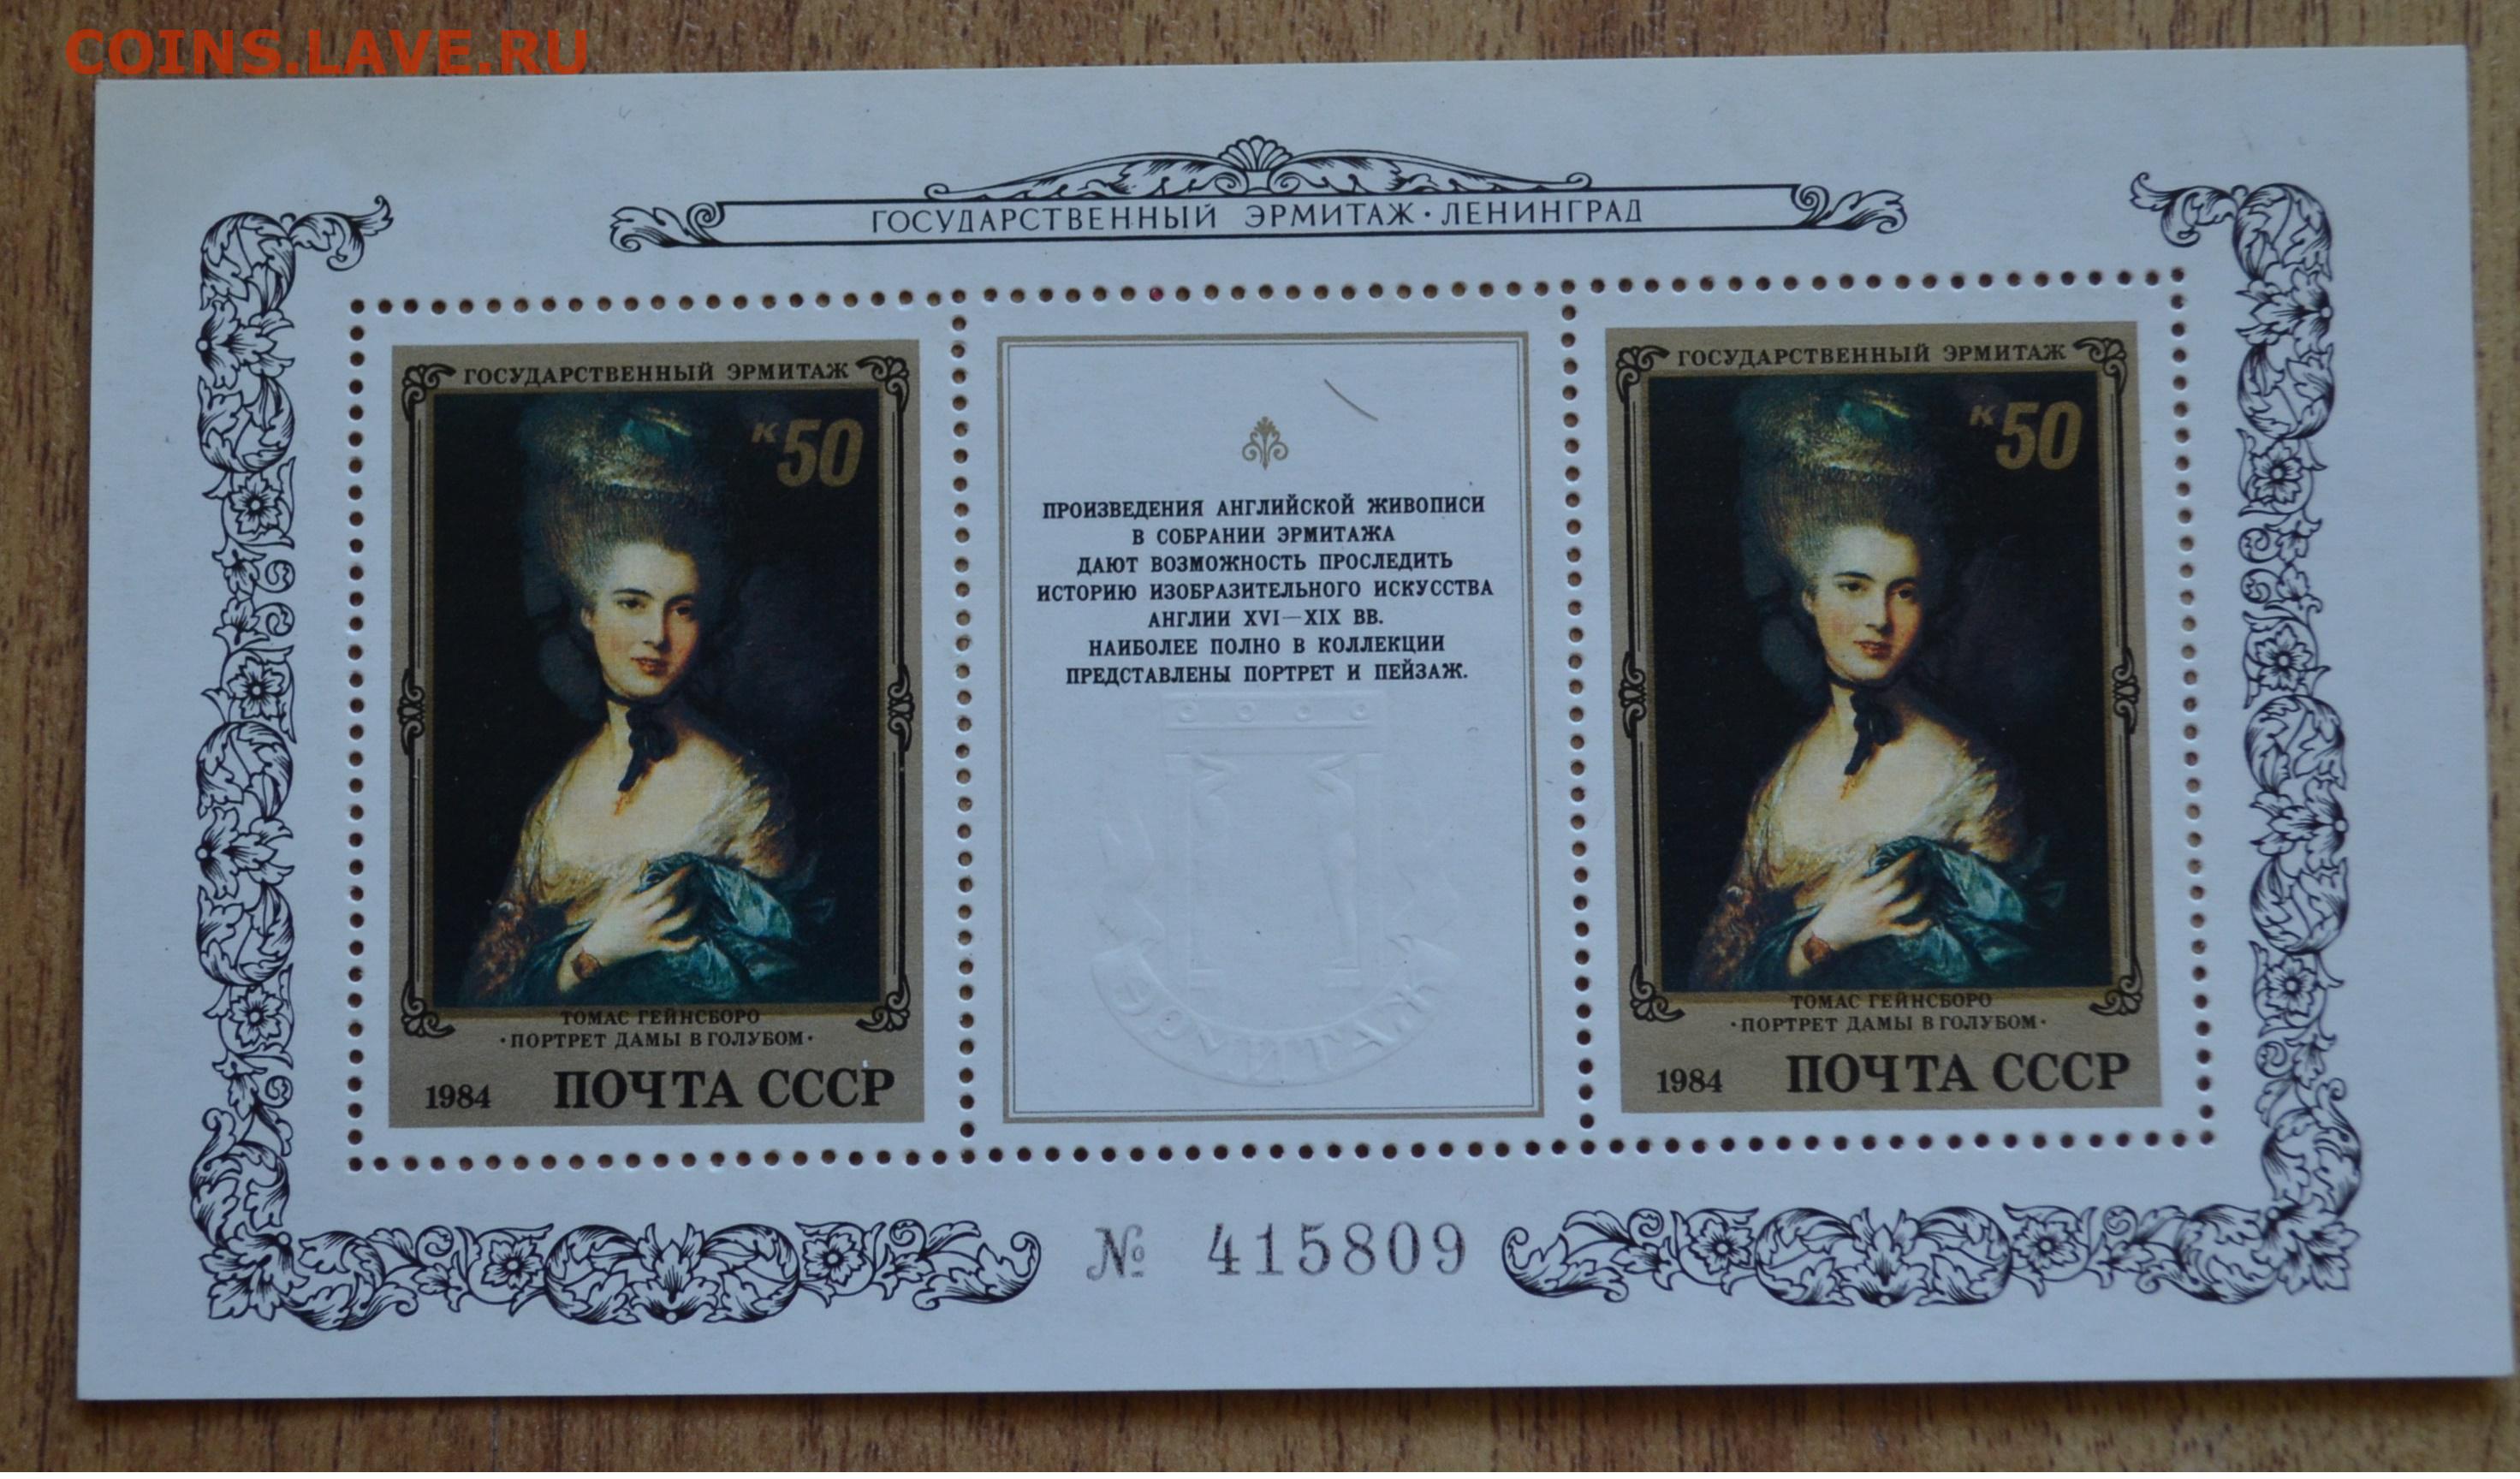 COINS.LAVE.RU
ГОСУДАРСТВЕННЫЙ ЭРМИТАЖ · ЛЕНИНГРАД
ГОСУДАРСТВЕННЫЙ ЭРМИТАЖ
К 50
ТОМАС ГЕЙНСБОРО
·ПОРТРЕТ ДАМЫ В ГОЛУБОМ·
1984 ПОЧТА СССР
ПРОИЗВЕДЕНИЯ АНГЛИЙСКОЙ ЖИВОПИСИ
В СОБРАНИИ ЭРМИТАЖА
ДАЮТ ВОЗМОЖНОСТЬ ПРОСЛЕДИТЬ
ИСТОРИЮ ИЗОБРАЗИТЕЛЬНОГО ИСКУССТВА
АНГЛИИ XVI—XIX ВВ.
НАИБОЛЕЕ ПОЛНО В КОЛЛЕКЦИИ
ПРЕДСТАВЛЕНЫ ПОРТРЕТ И ПЕЙЗАЖ.
ЭРМИТАЖ
ГОСУДАРСТВЕННЫЙ ЭРМИТАЖ
К 50
ТОМАС ГЕЙНСБОРО
·ПОРТРЕТ ДАМЫ В ГОЛУБОМ·
1984 ПОЧТА СССР
№ 415809